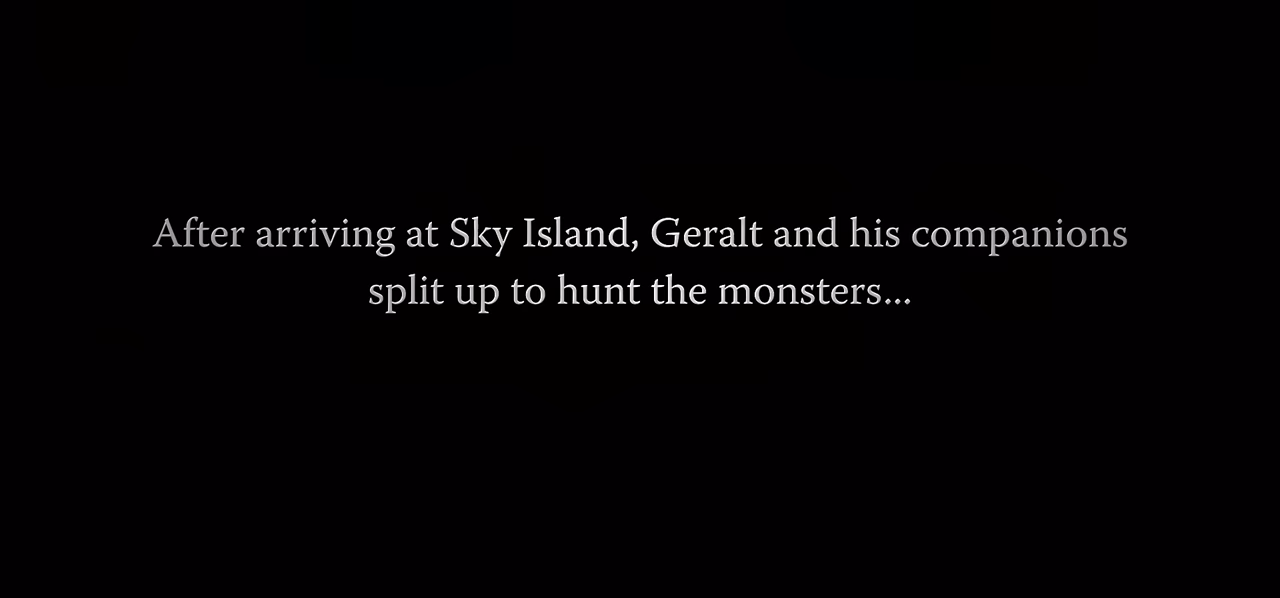 After arriving at Sky Island, Geralt and his companions
split up to hunt the monsters...